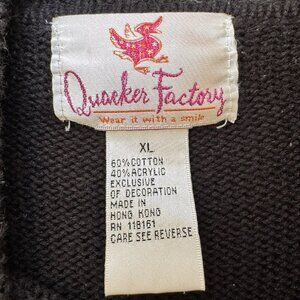 Quacker Factory
Wear it with a smile
XL
60% COTTON
40% ACRYLIC
EXCLUSIVE
OF DECORATION
MADE IN
HONG KONG
RN 118161
CARE SEE REVERSE